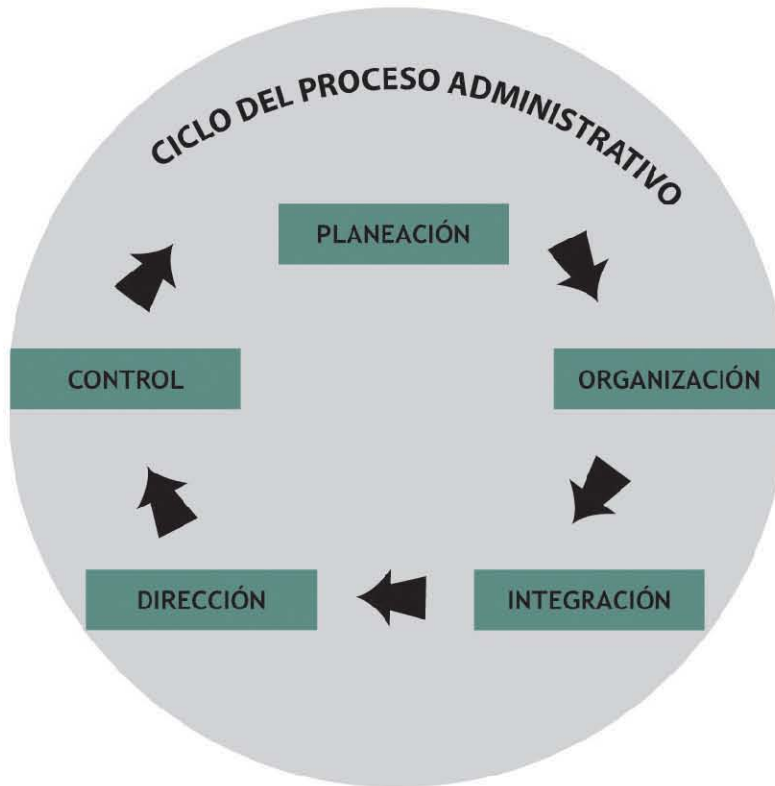 CICLO DEL PROCESO ADMINISTRATIVO
PLANEACIÓN
CONTROL
ORGANIZACIÓN
DIRECCIÓN
INTEGRACIÓN